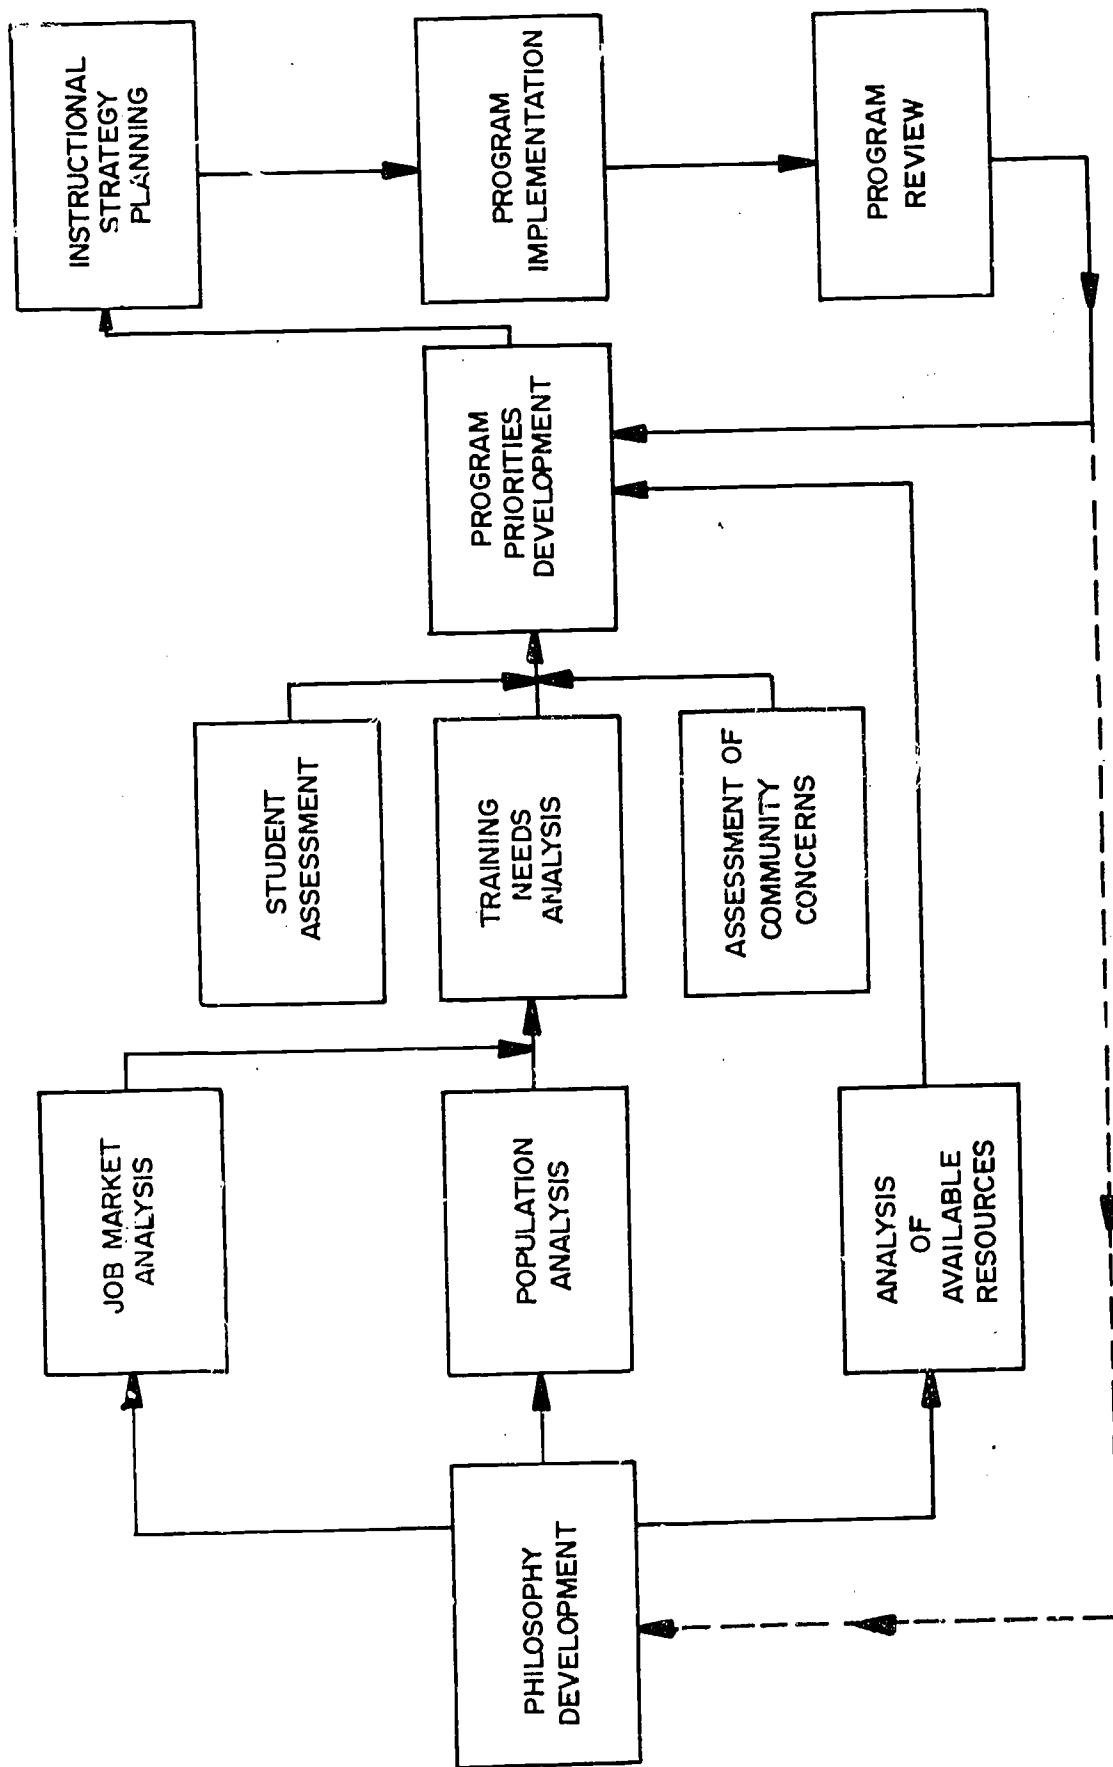 PHILOSOPHY
DEVELOPMENT
JOB MARKET
ANALYSIS
POPULATION
ANALYSIS
ANALYSIS
OF
AVAILABLE
RESOURCES
STUDENT
ASSESSMENT
TRAINING
NEEDS
ANALYSIS
ASSESSMENT OF
COMMUNITY
CONCERNS
PROGRAM
PRIORITIES
DEVELOPMENT
INSTRUCTIONAL
STRATEGY
PLANNING
PROGRAM
IMPLEMENTATION
PROGRAM
REVIEW